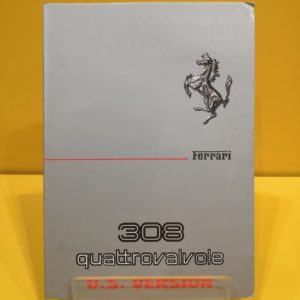 Ferrari
308
quattrovalvole
U.S. VERSION